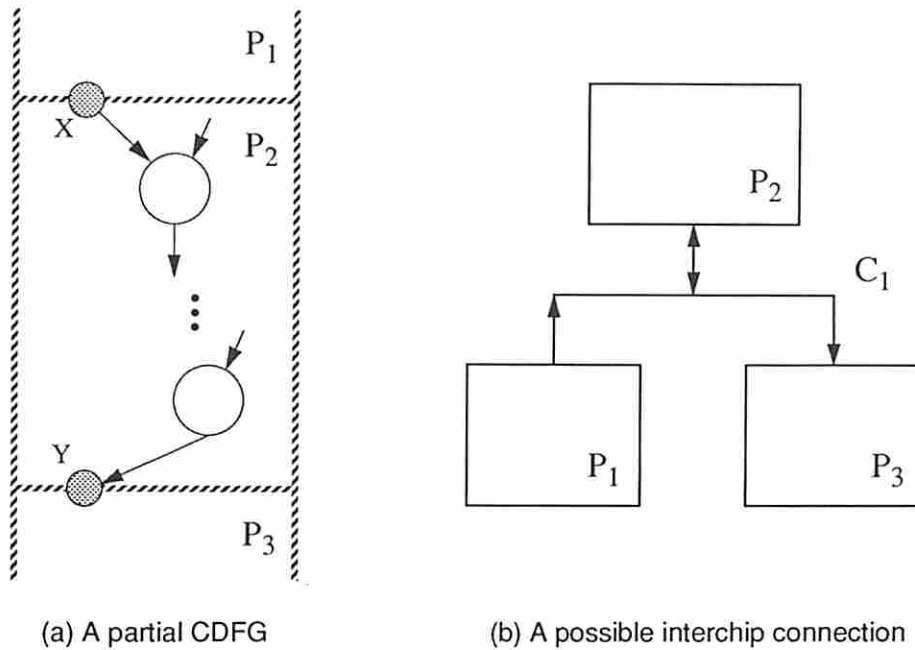 P1
X
P2
Y
P3
P2
C1
P1
P3
(a) A partial CDFG
(b) A possible interchip connection